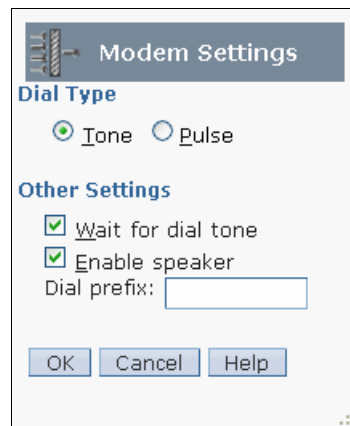 Modem Settings
Dial Type
Tone Pulse
Other Settings
Wait for dial tone
Enable speaker
Dial prefix:
OK Cancel Help